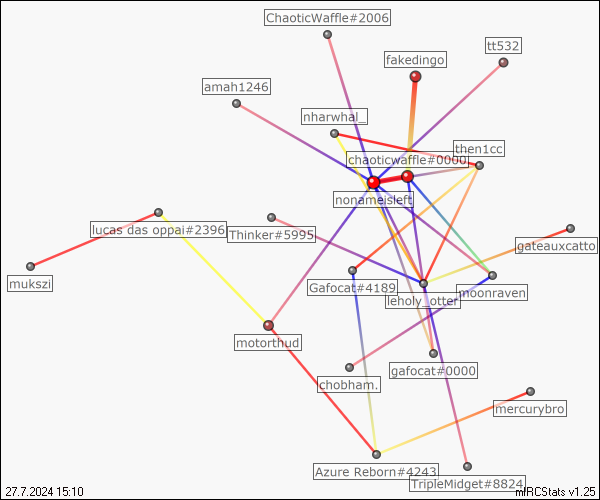 ChaoticWaffle#2006
tt532
fakedingo
amah1246
nharwhal_
then1cc
chaoticwaffle#0000
nonameisleft
lucas das oppai#2396
Thinker#5995
gateauxcatto
mukszi
Gafocat#4189
moonraven
leholy_otter
motorthud
gafocat#0000
chobham.
mercurybro
Azure Reborn#4243
TripleMidget#8824
27.7.2024 15:10
mIRCStats v1.25